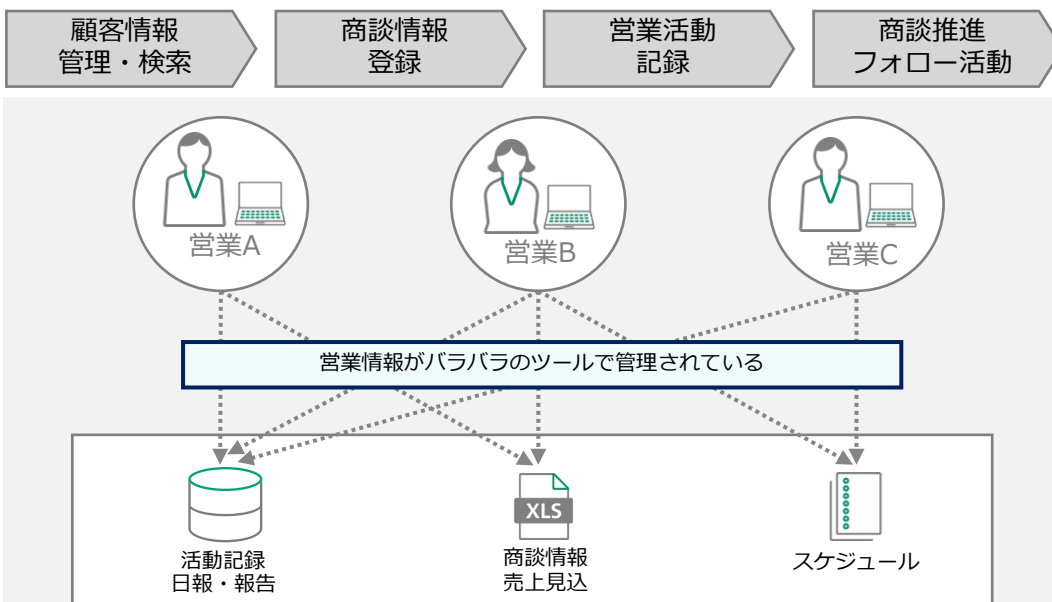 顧客情報
管理・検索
商談情報
登録
営業活動
記録
商談推進
フォロー活動
営業A
営業B
営業C
営業情報がバラバラのツールで管理されている
XLS
活動記録
日報・報告
商談情報
売上見込
スケジュール